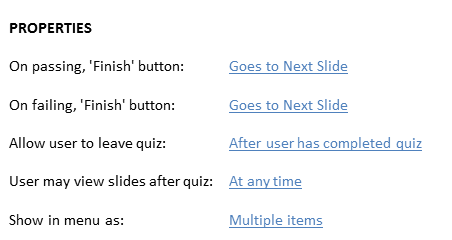 PROPERTIES
On passing, 'Finish' button: Goes to Next Slide
On failing, 'Finish' button: Goes to Next Slide
Allow user to leave quiz: After user has completed quiz
User may view slides after quiz: At any time
Show in menu as: Multiple items